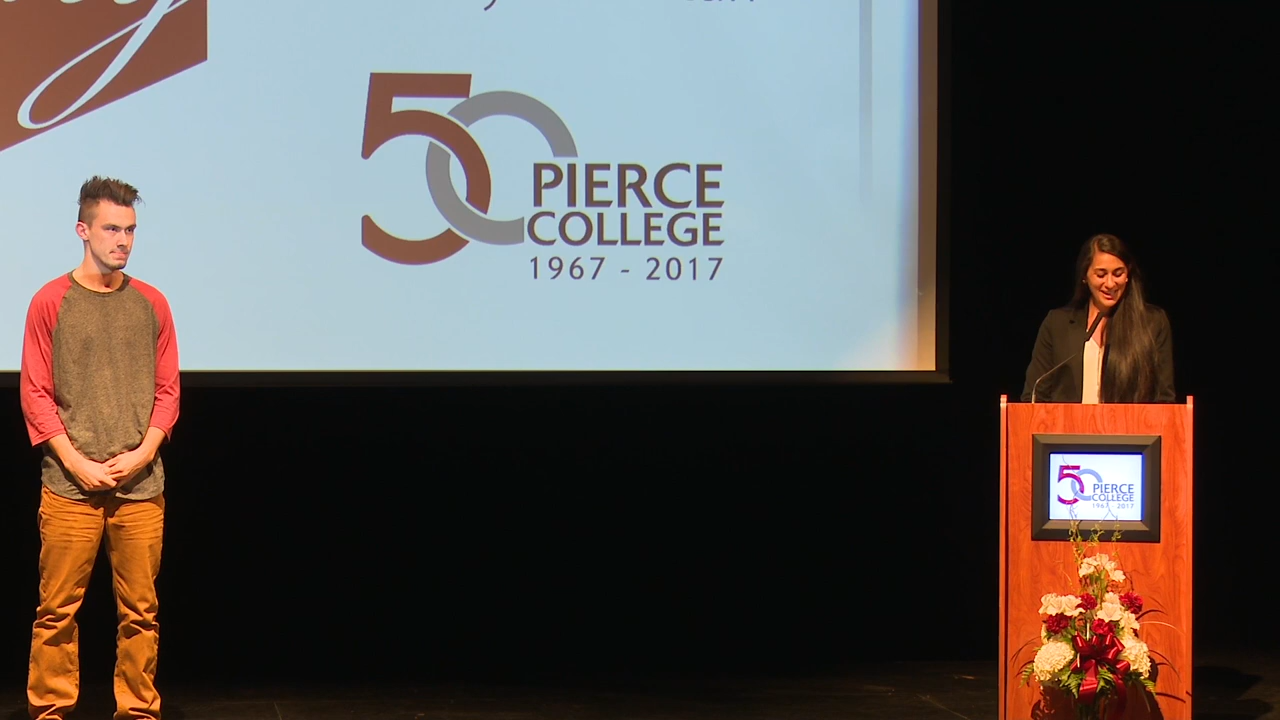 50
PIERCE
COLLEGE
1967 - 2017
50
PIERCE
COLLEGE
1967 2017